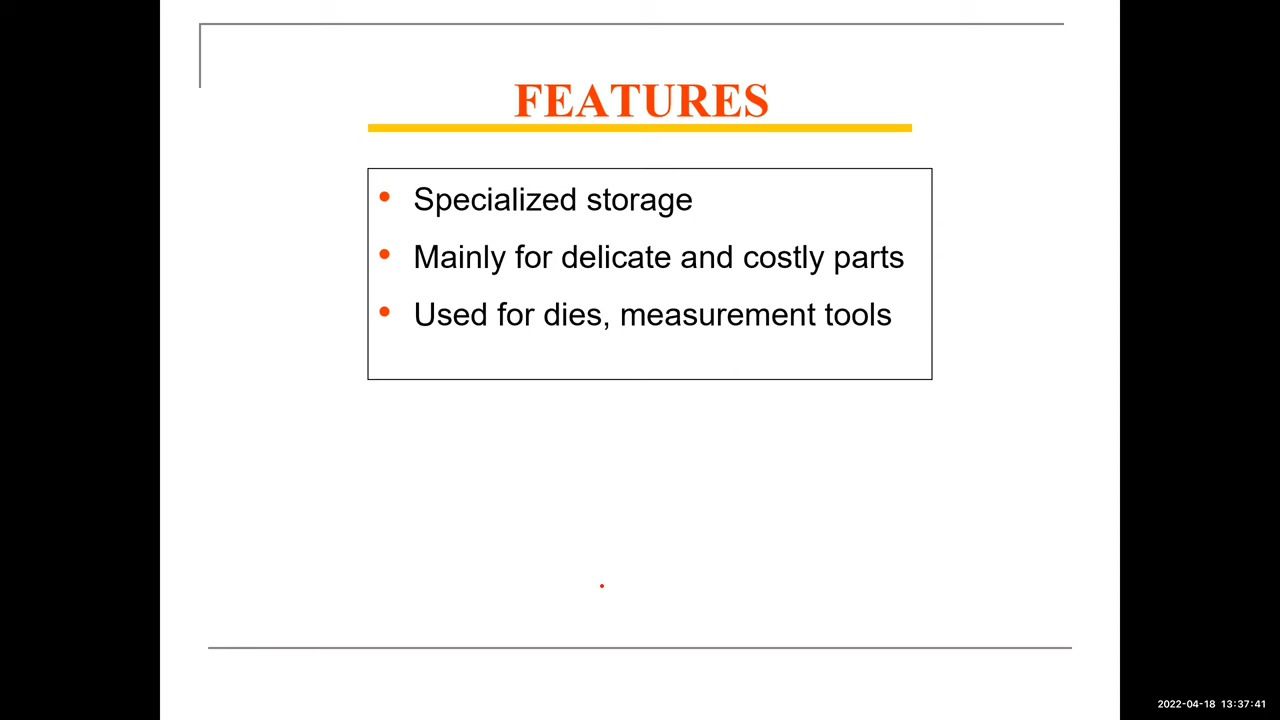 FEATURES
• Specialized storage
• Mainly for delicate and costly parts
• Used for dies, measurement tools
2022-04-18 13:37:41